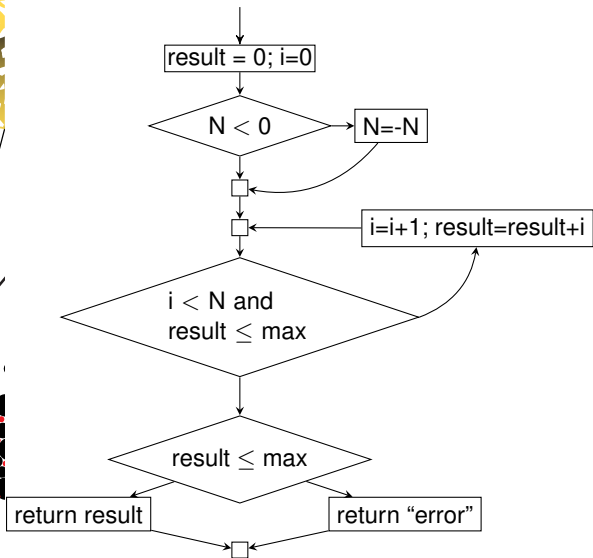 result = 0; i=0
N < 0
N=-N
i=i+1; result=result+i
i < N and
result ≤ max
result ≤ max
return result
return “error”